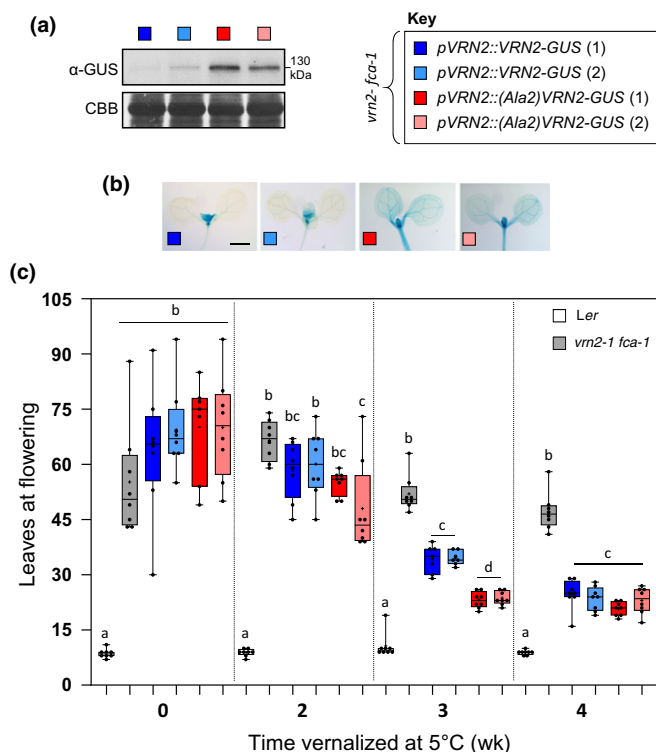 (a)
α-GUS
130
kDa
CBB
Key
vrn2- fca-1
pVRN2::VRN2-GUS (1)
pVRN2::VRN2-GUS (2)
pVRN2::(Ala2)VRN2-GUS (1)
pVRN2::(Ala2)VRN2-GUS (2)
(b)
(c)
Leaves at flowering
105
90
75
60
45
30
15
0
Ler
vrn2-1 fca-1
b
a
b
bc
b
bc
c
a
b
c
d
a
b
c
a
0
2
3
4
Time vernalized at 5°C (wk)